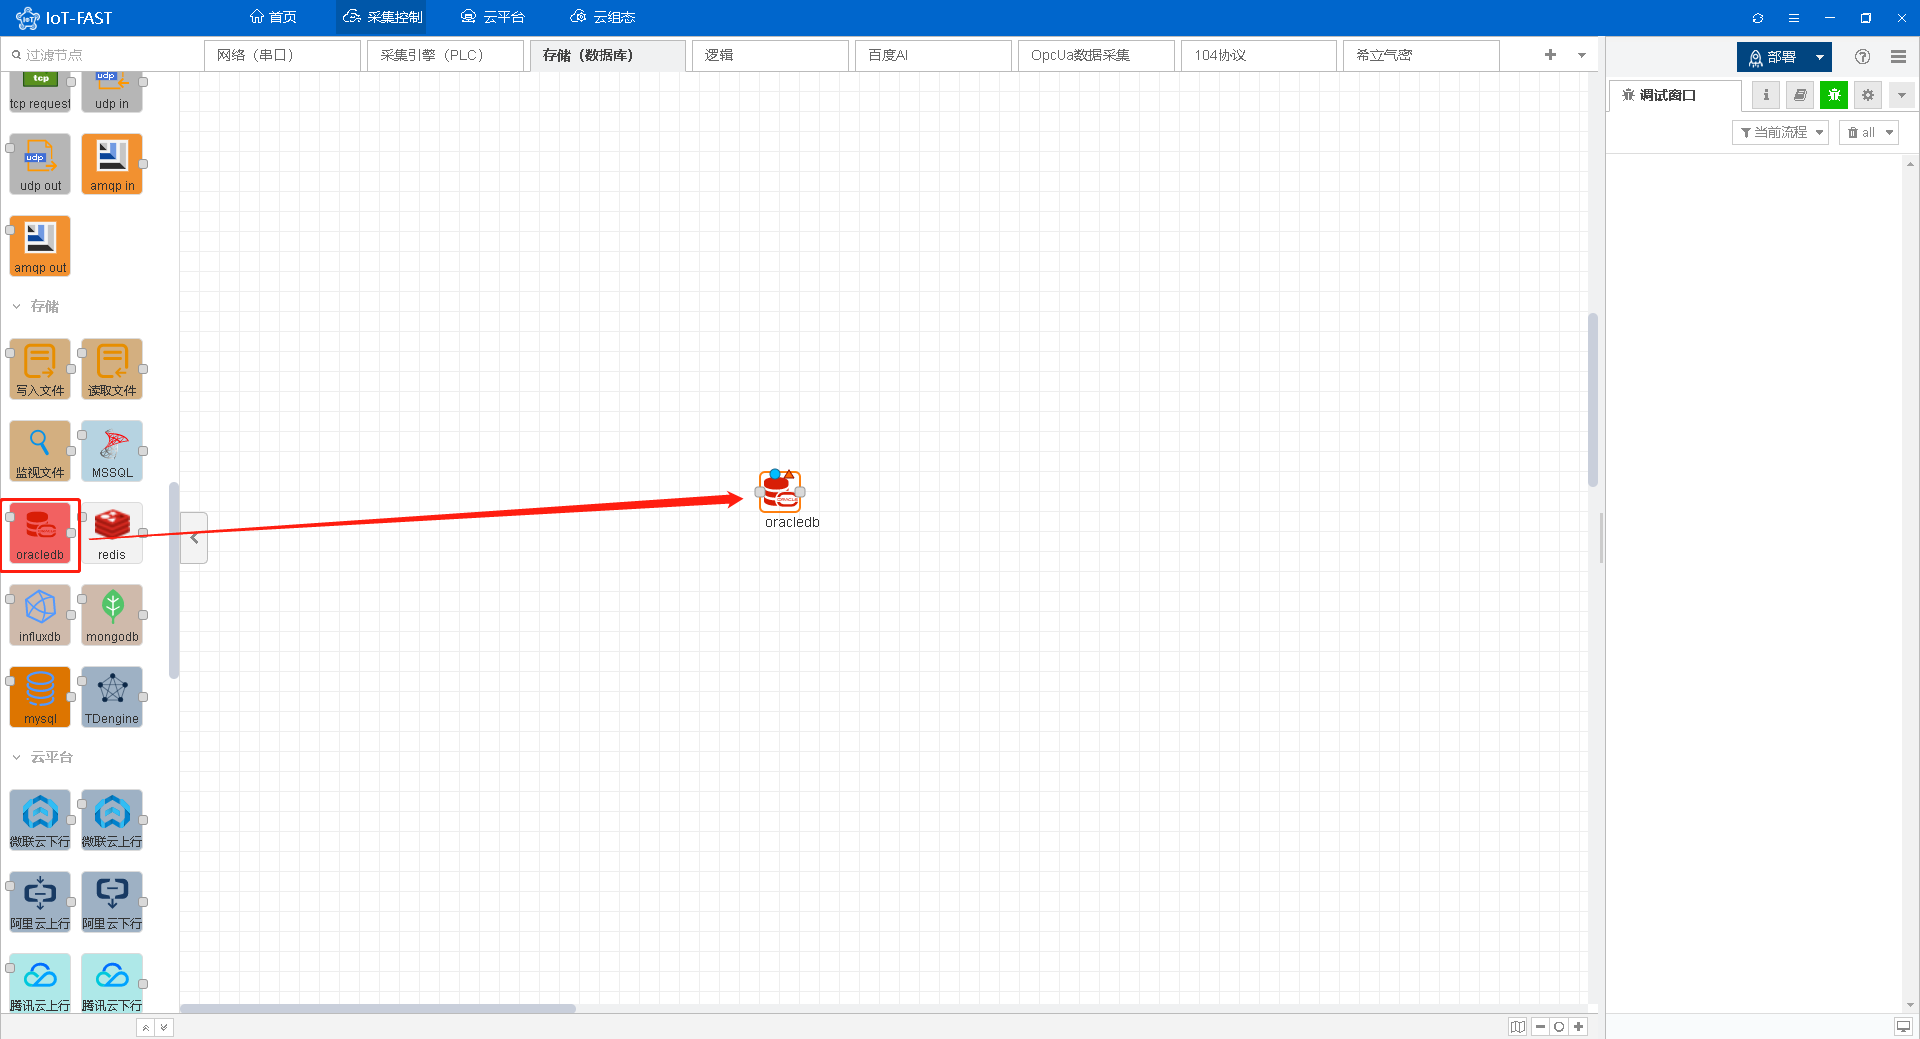 IoT-FAST
首页
采集控制
云平台
云组态
过滤节点
网络（串口）
采集引擎（PLC）
存储（数据库）
逻辑
百度AI
OpcUa数据采集
104协议
希立气密
部署
调试窗口
当前流程
all
tcp
tcp request
udp
udp in
udp
udp out
amqp in
amqp out
存储
写入文件
读取文件
监视文件
MSSQL
oracledb
redis
influxdb
mongodb
mysql
TDengine
云平台
微联云下行
微联云上行
阿里云上行
阿里云下行
腾讯云上行
腾讯云下行
ORACLE
oracledb